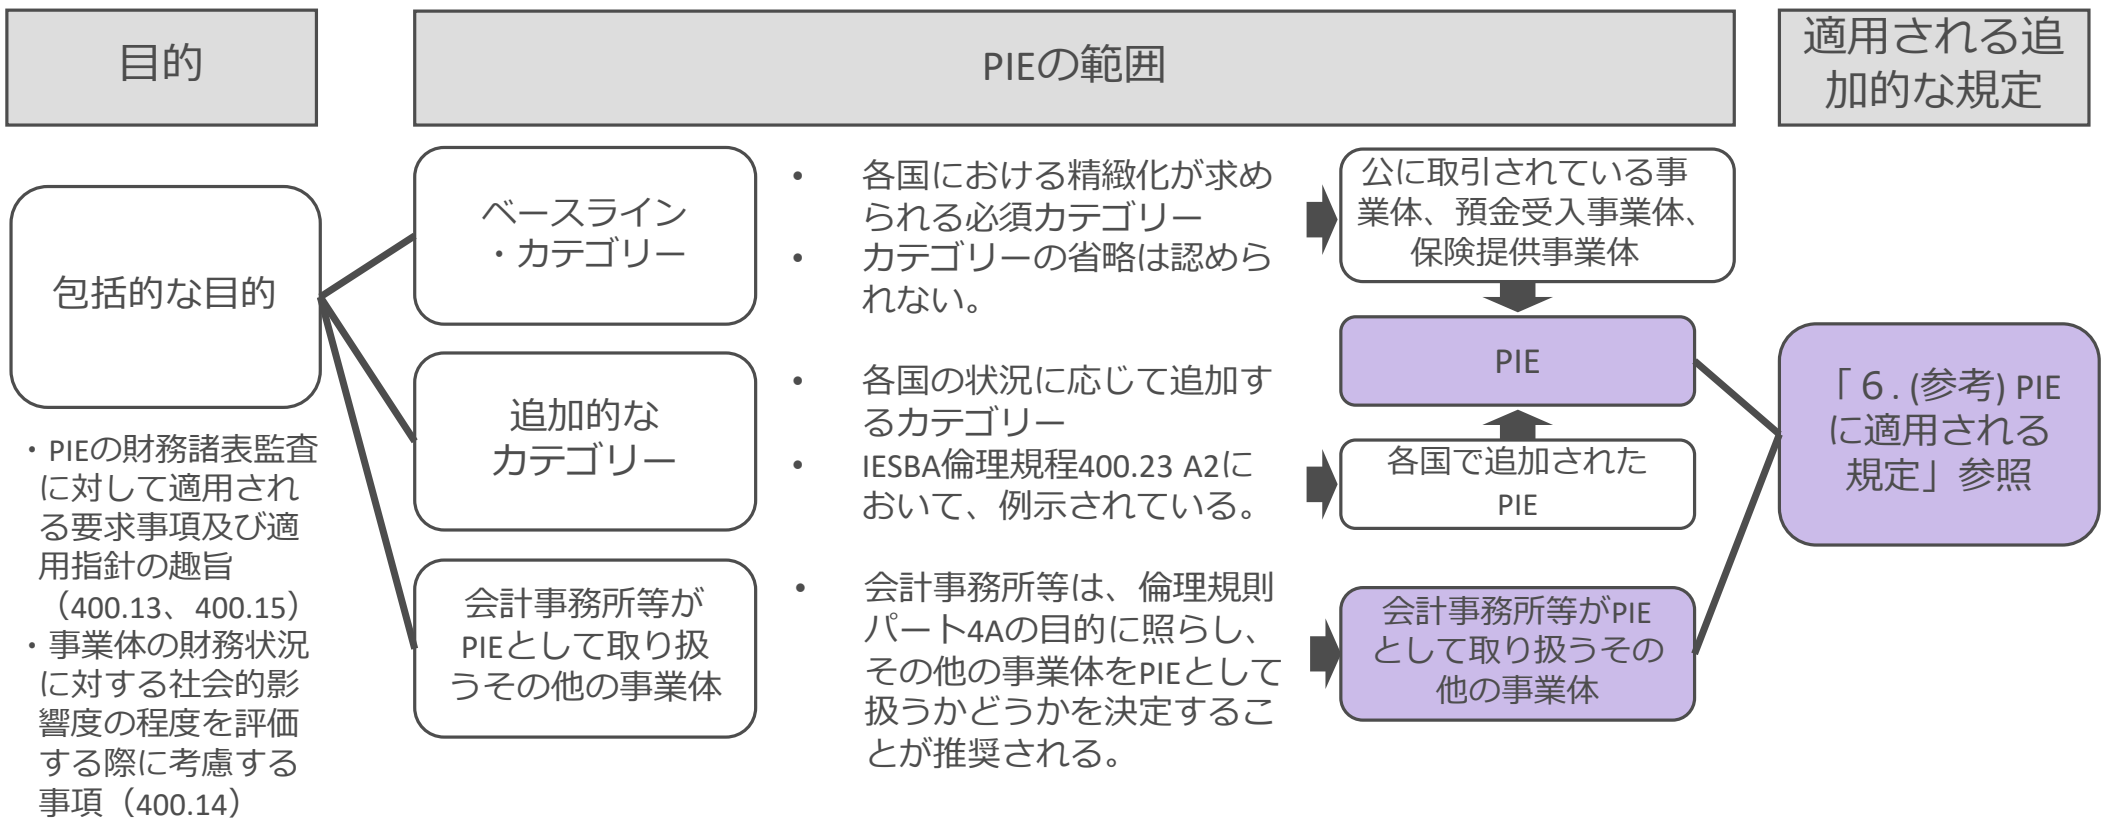 目的
PIEの範囲
適用される追
加的な規定
包括的な目的
・PIEの財務諸表監査
に対して適用され
る要求事項及び適
用指針の趣旨
（400.13、400.15）
・事業体の財務状況
に対する社会的影
響度の程度を評価
する際に考慮する
事項（400.14）
ベースライン
・カテゴリー
• 各国における精緻化が求め
られる必須カテゴリー
• カテゴリーの省略は認めら
れない。
公に取引されている事
業体、預金受入事業体、
保険提供事業体
PIE
追加的な
カテゴリー
• 各国の状況に応じて追加す
るカテゴリー
• IESBA倫理規程400.23 A2に
おいて、例示されている。
各国で追加された
PIE
会計事務所等が
PIEとして取り扱
うその他の事業体
• 会計事務所等は、倫理規則
パート4Aの目的に照らし、
その他の事業体をPIEとして
扱うかどうかを決定するこ
とが推奨される。
会計事務所等がPIE
として取り扱うその
他の事業体
「６. (参考) PIE
に適用される
規定」参照